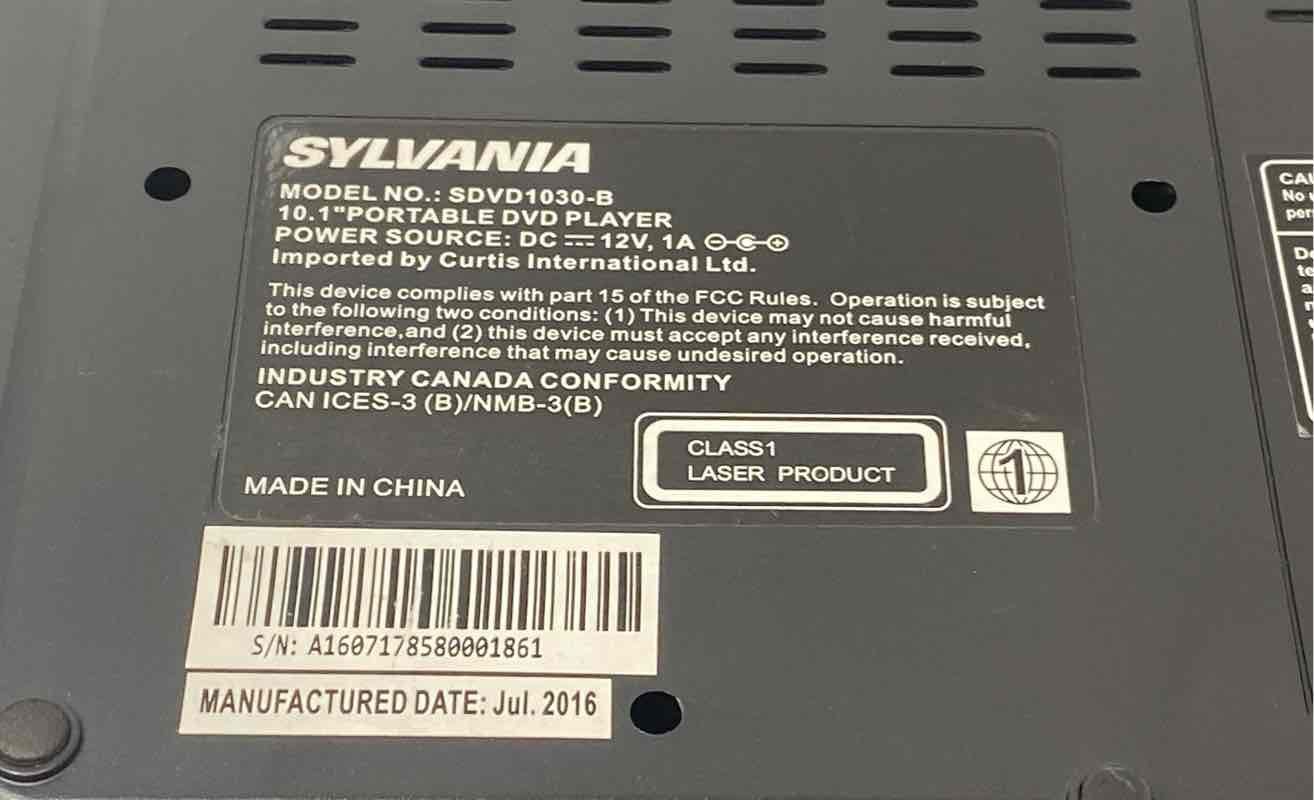 SYLVANIA
MODEL NO.: SDVD1030-B
10.1"PORTABLE DVD PLAYER
POWER SOURCE: DC ⎓ 12V, 1A
Imported by Curtis International Ltd.
This device complies with part 15 of the FCC Rules. Operation is subject
to the following two conditions: (1) This device may not cause harmful
interference,and (2) this device must accept any interference received,
including interference that may cause undesired operation.
INDUSTRY CANADA CONFORMITY
CAN ICES-3 (B)/NMB-3(B)
CLASS1
LASER PRODUCT
1
MADE IN CHINA
S/N: A1607178580001861
MANUFACTURED DATE: Jul. 2016
No